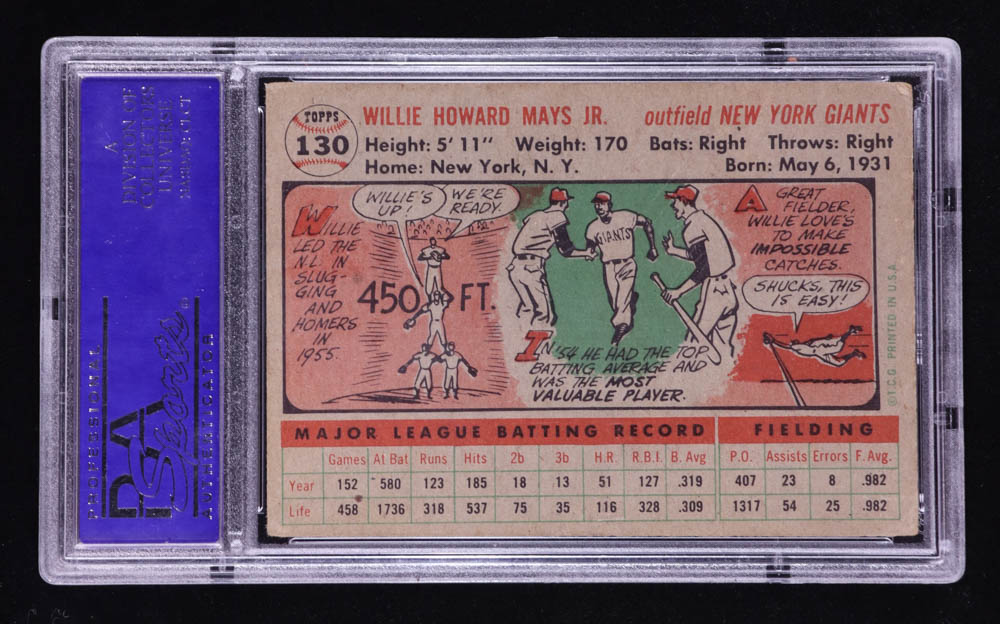 A
DIVISION OF
COLLECTORS
UNIVERSE
NASDAQ: CLCT
PSA
Sports
PROFESSIONAL
AUTHENTICATOR
TOPPS
130
WILLIE HOWARD MAYS JR. outfield NEW YORK GIANTS
Height: 5' 11" Weight: 170 Bats: Right Throws: Right
Home: New York, N. Y. Born: May 6, 1931
WILLIE
LED THE
N.L. IN
SLUG-
GING
AND
HOMERS
IN
1955.
WILLIE'S
UP!
WE'RE
READY.
450 FT.
GIANTS
IN '54 HE HAD THE TOP
BATTING AVERAGE AND
WAS THE MOST
VALUABLE PLAYER.
A GREAT
FIELDER,
WILLIE LOVE'S
TO MAKE
IMPOSSIBLE
CATCHES.
SHUCKS, THIS
IS EASY!
©T.C.G. PRINTED IN U.S.A.
MAJOR LEAGUE BATTING RECORD FIELDING
Games At Bat Runs Hits 2b 3b H.R. R.B.I. B. Avg P.O. Assists Errors F. Avg.
Year 152 580 123 185 18 13 51 127 .319 407 23 8 .982
Life 458 1736 318 537 75 35 116 328 .309 1317 54 25 .982